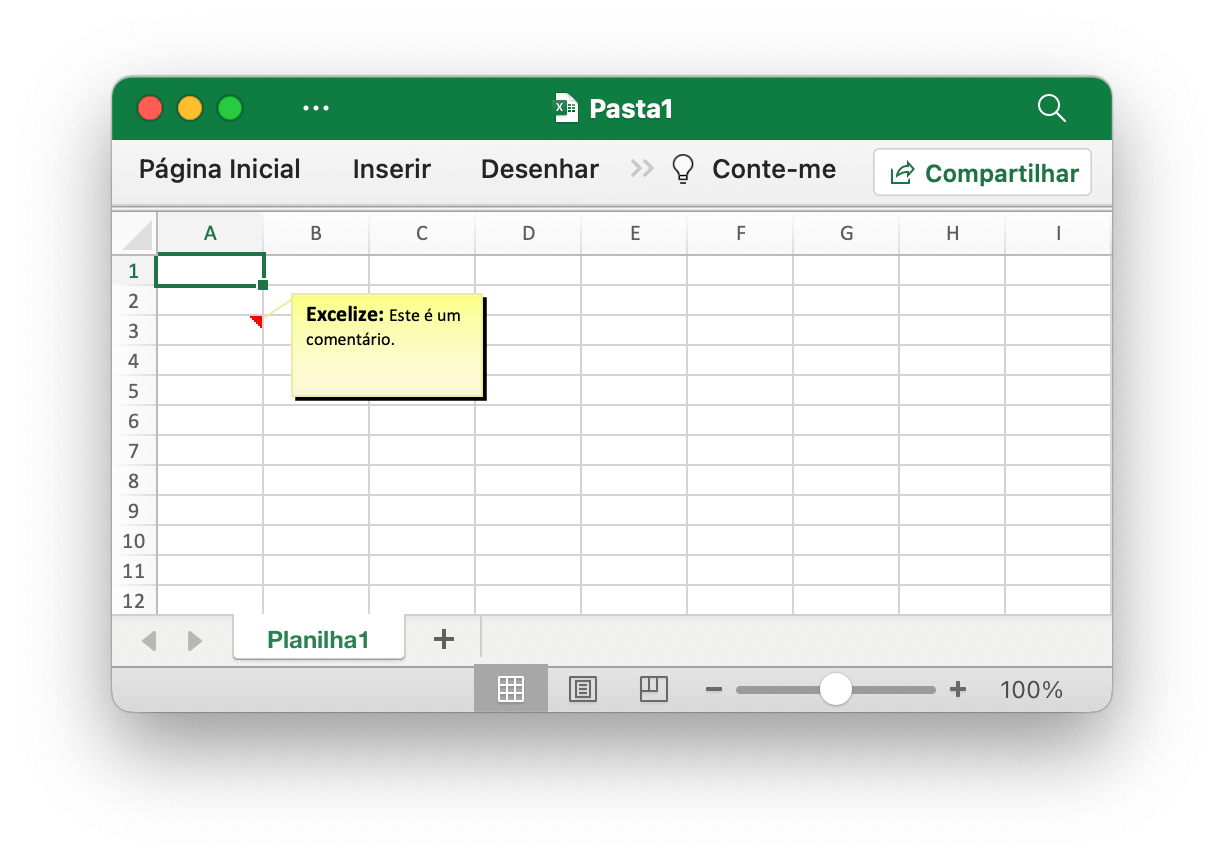 Pasta1
Página Inicial Inserir Desenhar Conte-me Compartilhar
A B C D E F G H I
1
2
Excelize: Este é um
3
comentário.
4
5
6
7
8
9
10
11
12
Planilha1
100%